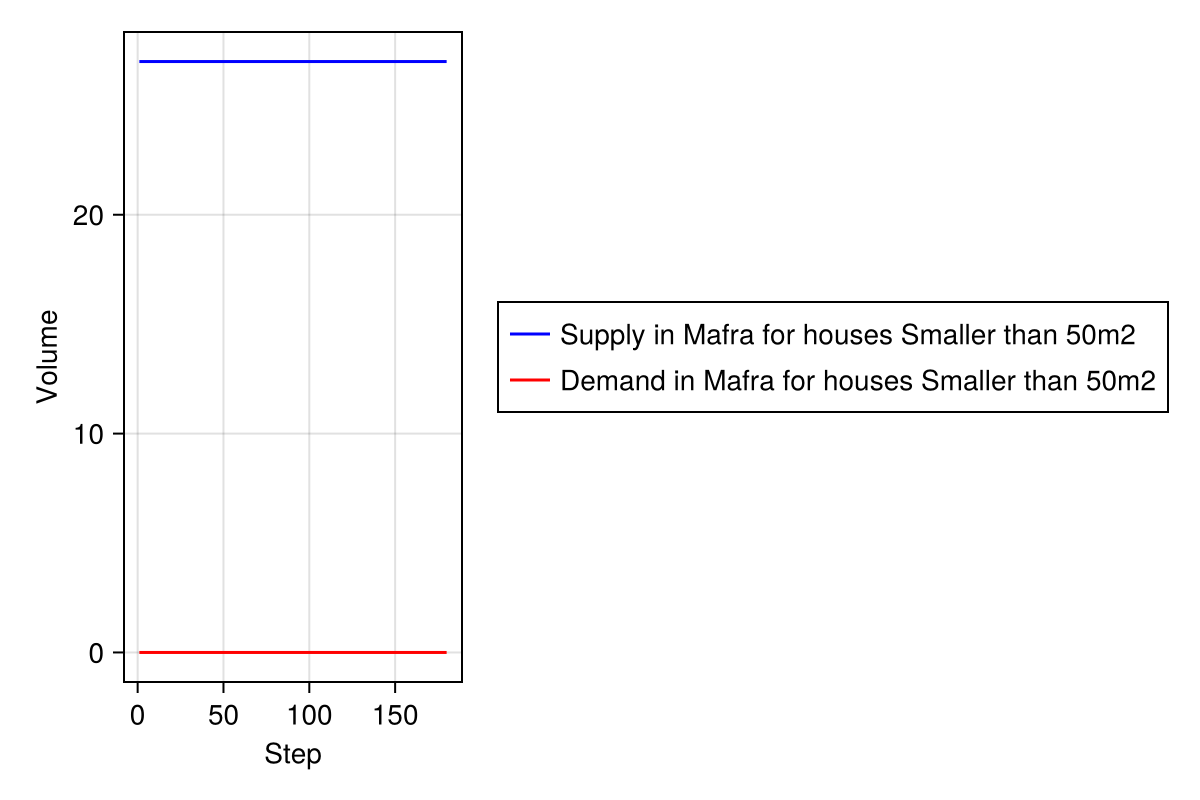 20
10
0
Volume
0 50 100 150
Step
Supply in Mafra for houses Smaller than 50m2
Demand in Mafra for houses Smaller than 50m2